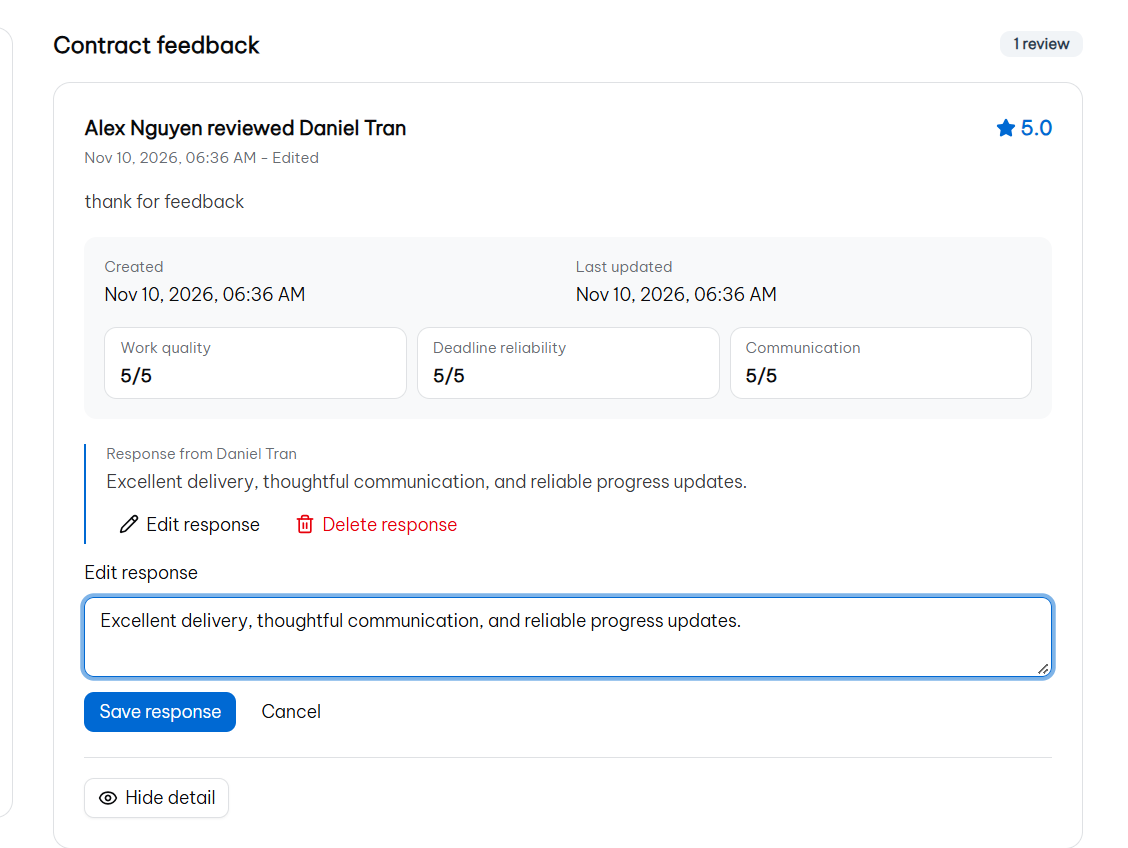 Contract feedback
1 review
Alex Nguyen reviewed Daniel Tran
5.0
Nov 10, 2026, 06:36 AM - Edited
thank for feedback
Created
Last updated
Nov 10, 2026, 06:36 AM
Nov 10, 2026, 06:36 AM
Work quality
Deadline reliability
Communication
5/5
5/5
5/5
Response from Daniel Tran
Excellent delivery, thoughtful communication, and reliable progress updates.
Edit response
Delete response
Edit response
Excellent delivery, thoughtful communication, and reliable progress updates.
Save response
Cancel
Hide detail